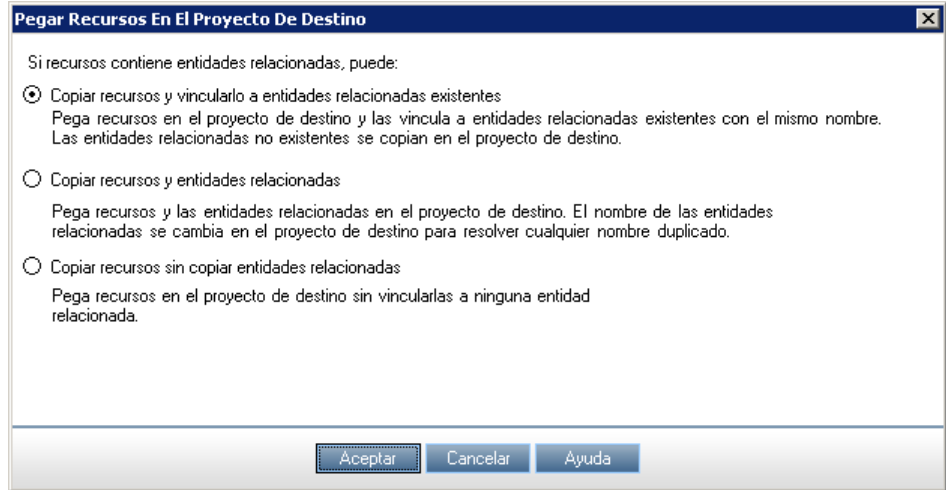 Pegar Recursos En El Proyecto De Destino
Si recursos contiene entidades relacionadas, puede:
Copiar recursos y vincularlo a entidades relacionadas existentes
Pega recursos en el proyecto de destino y las vincula a entidades relacionadas existentes con el mismo nombre.
Las entidades relacionadas no existentes se copian en el proyecto de destino.
Copiar recursos y entidades relacionadas
Pega recursos y las entidades relacionadas en el proyecto de destino. El nombre de las entidades
relacionadas se cambia en el proyecto de destino para resolver cualquier nombre duplicado.
Copiar recursos sin copiar entidades relacionadas
Pega recursos en el proyecto de destino sin vincularlas a ninguna entidad
relacionada.
Aceptar Cancelar Ayuda